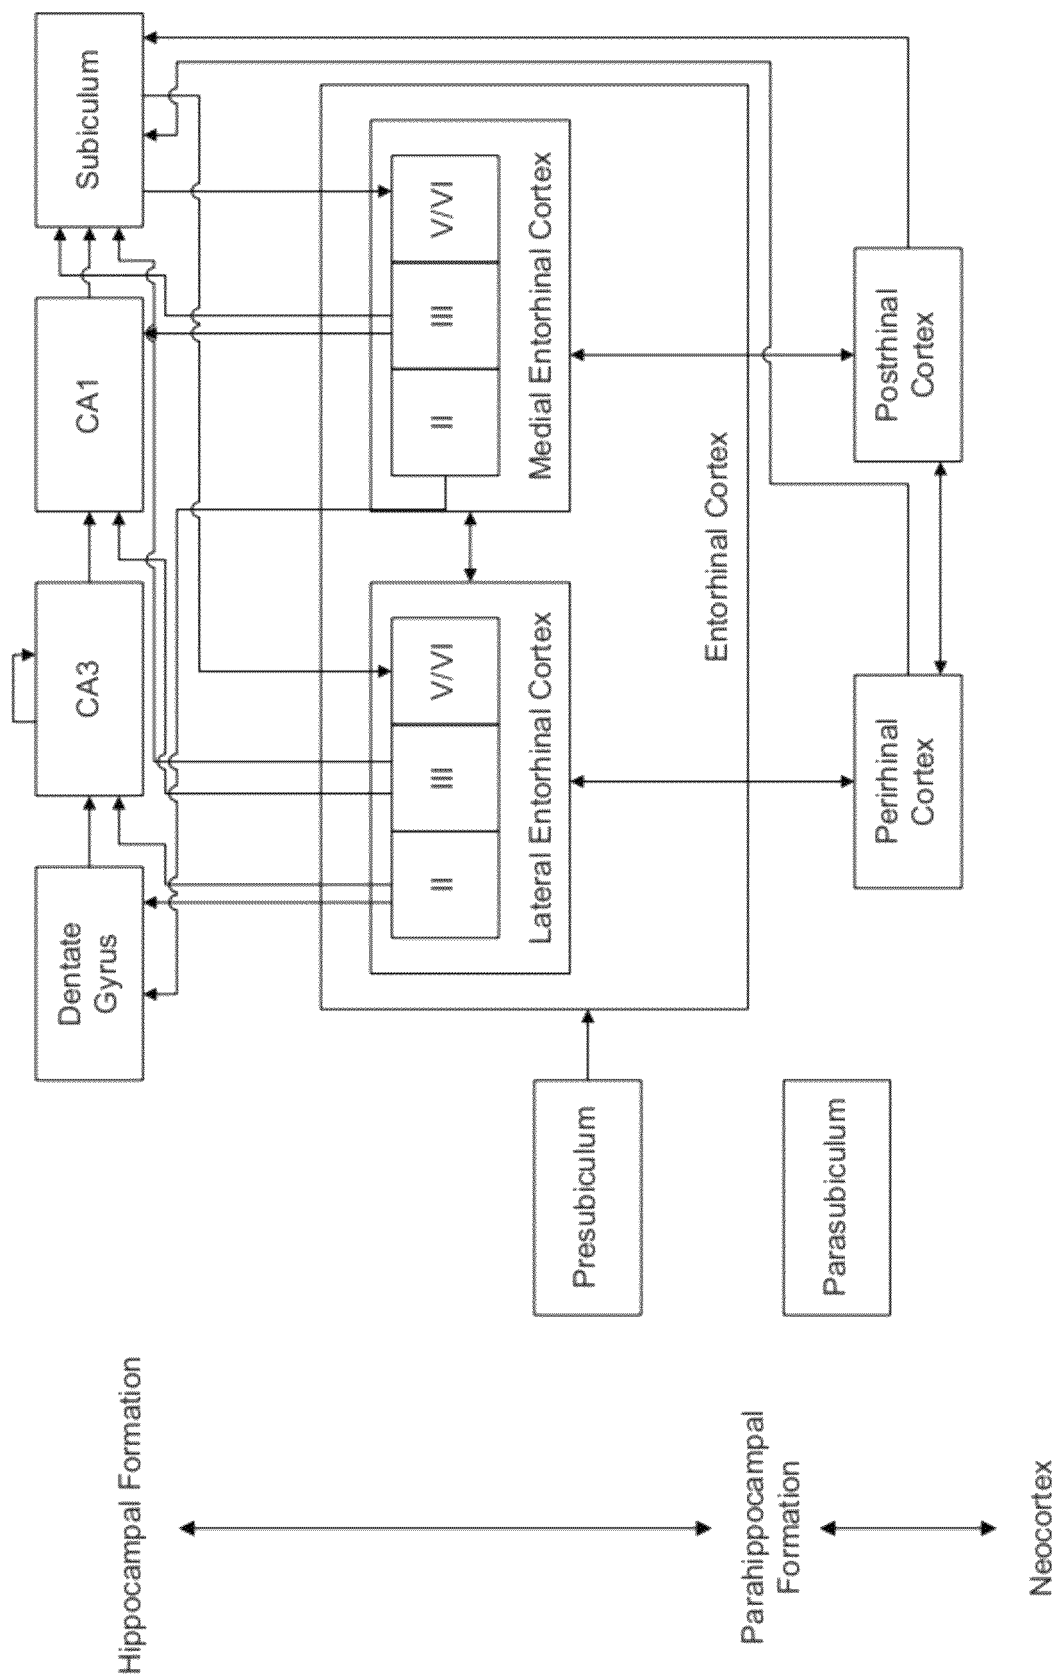 Hippocampal Formation
Dentate
Gyrus
CA3
CA1
Subiculum
II
III
V/VI
Lateral Entorhinal Cortex
II
III
V/VI
Medial Entorhinal Cortex
Entorhinal Cortex
Presubiculum
Parahippocampal
Formation
Parasubiculum
Perirhinal
Cortex
Postrhinal
Cortex
Neocortex